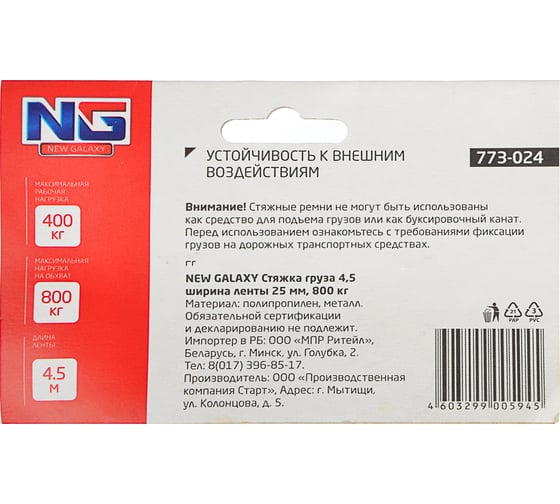 NG
NEW GALAXY
МАКСИМАЛЬНАЯ
РАБОЧАЯ
НАГРУЗКА
400
КГ
МАКСИМАЛЬНАЯ
НАГРУЗКА
НА ОБХВАТ
800
КГ
ДЛИНА
ЛЕНТЫ
4.5
М
УСТОЙЧИВОСТЬ К ВНЕШНИМ
ВОЗДЕЙСТВИЯМ
773-024
Внимание! Стяжные ремни не могут быть использованы
как средство для подъема грузов или как буксировочный канат.
Перед использованием ознакомьтесь с требованиями фиксации
грузов на дорожных транспортных средствах.
гг
NEW GALAXY Стяжка груза 4,5
ширина ленты 25 мм, 800 кг
Материал: полипропилен, металл.
Обязательной сертификации
и декларированию не подлежит.
Импортер в РБ: ООО «МПР Ритейл»,
Беларусь, г. Минск, ул. Голубка, 2.
Тел: 8(017) 396-85-17.
Производитель: ООО «Производственная
компания Старт», Адрес: г. Мытищи,
ул. Колонцова, д. 5.
21
PAP
3
PVC
4 603299 005945